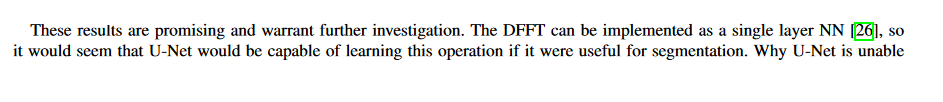 These results are promising and warrant further investigation. The DFFT can be implemented as a single layer NN [26], so
it would seem that U-Net would be capable of learning this operation if it were useful for segmentation. Why U-Net is unable